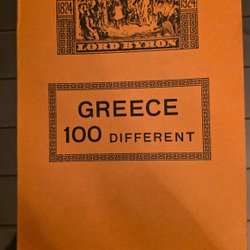 1824 1924
LORD BYRON
GREECE
100 DIFFERENT